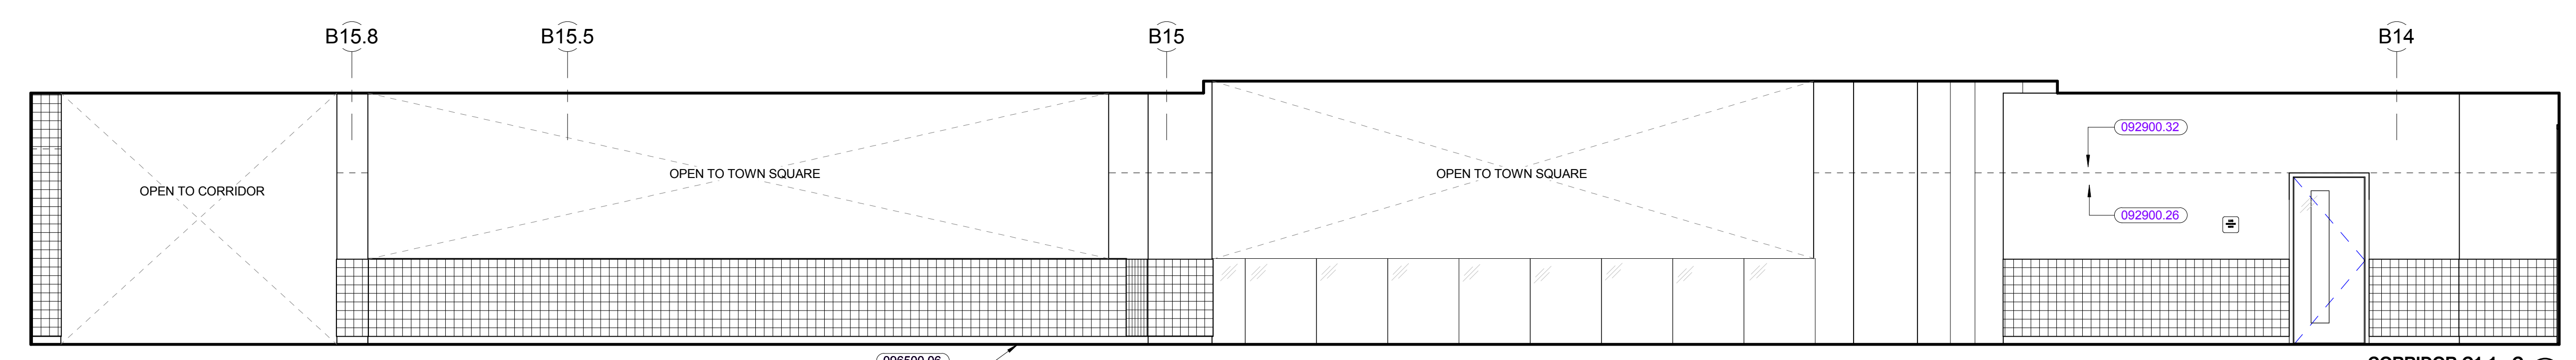 B15.8
B15.5
B15
B14
092900.32
OPEN TO CORRIDOR
OPEN TO TOWN SQUARE
OPEN TO TOWN SQUARE
092900.26